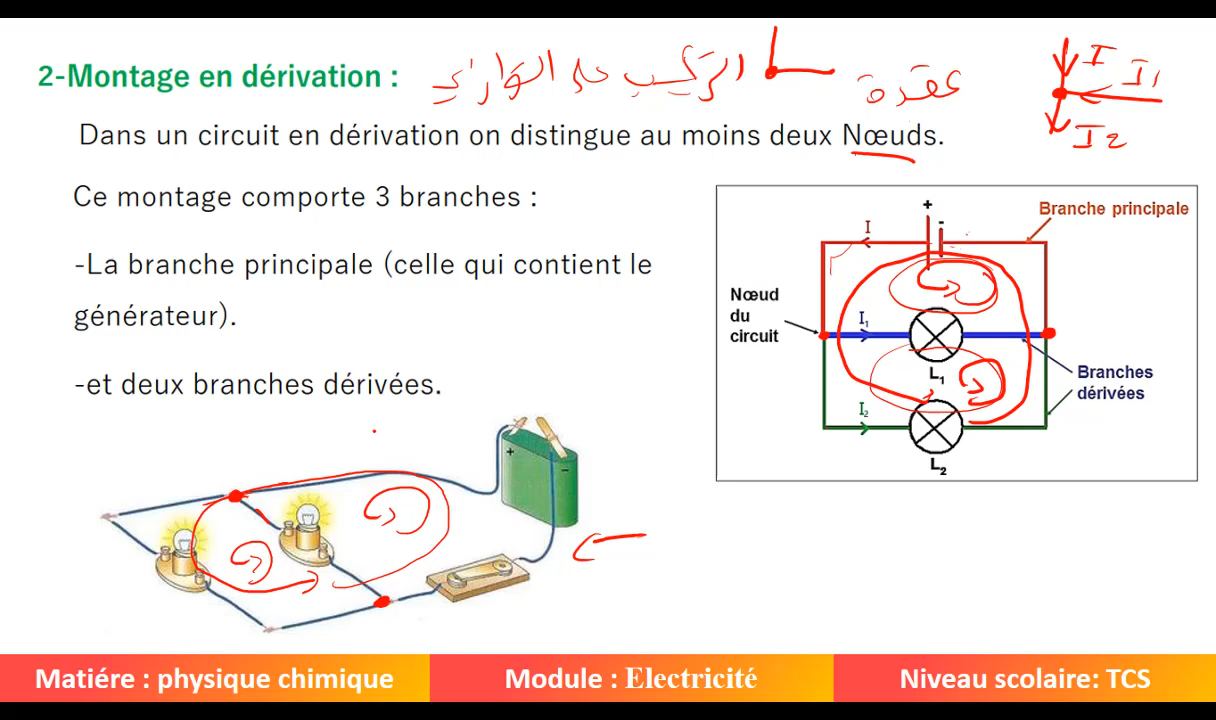 2-Montage en dérivation :
التركيب على التوازي
عقدة
I
I1
I2
Dans un circuit en dérivation on distingue au moins deux Nœuds.
Ce montage comporte 3 branches :
-La branche principale (celle qui contient le
générateur).
-et deux branches dérivées.
+
-
I
Branche principale
Nœud
du
circuit
I1
L1
Branches
dérivées
I2
L2
+
-
Matiére : physique chimique
Module : Electricité
Niveau scolaire: TCS